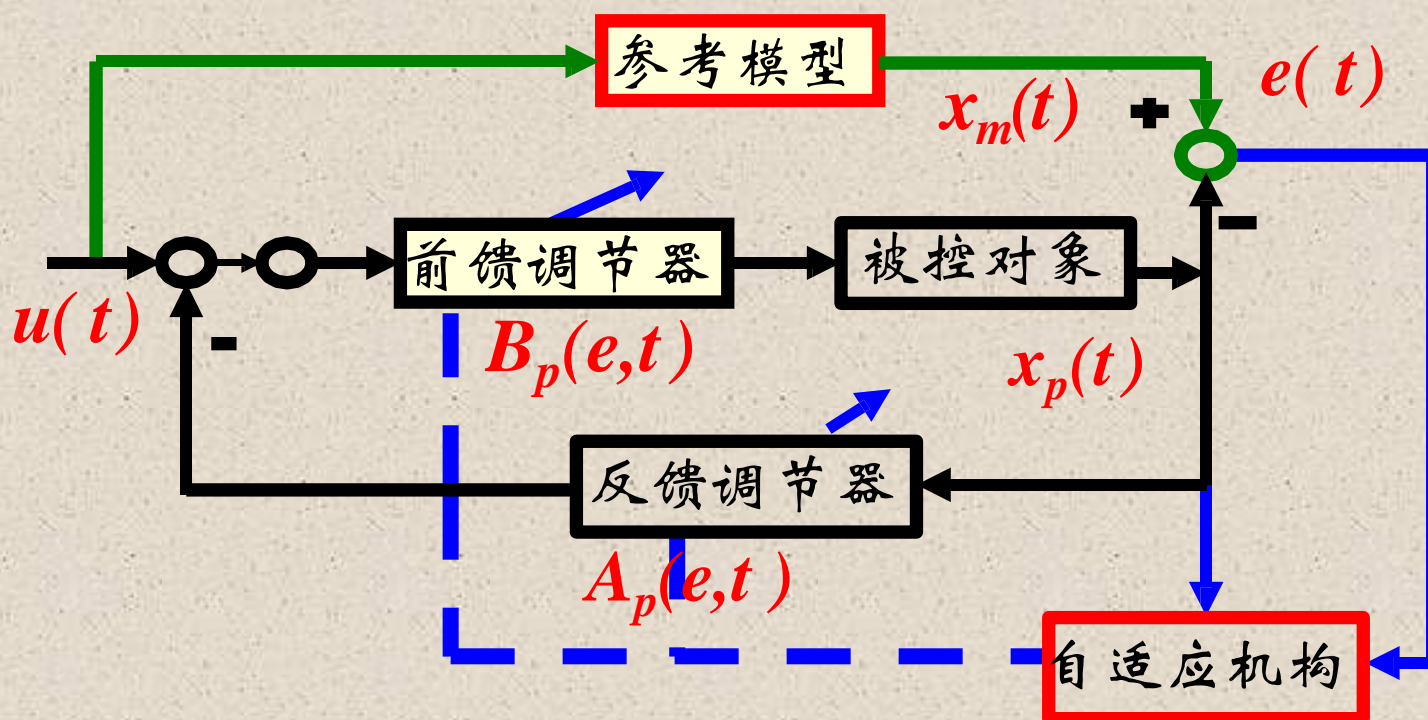 参考模型
e( t )
x_m(t)
+
前馈调节器
被控对象
-
u( t )
-
B_p(e,t )
x_p(t )
反馈调节器
A_p(e,t )
自适应机构